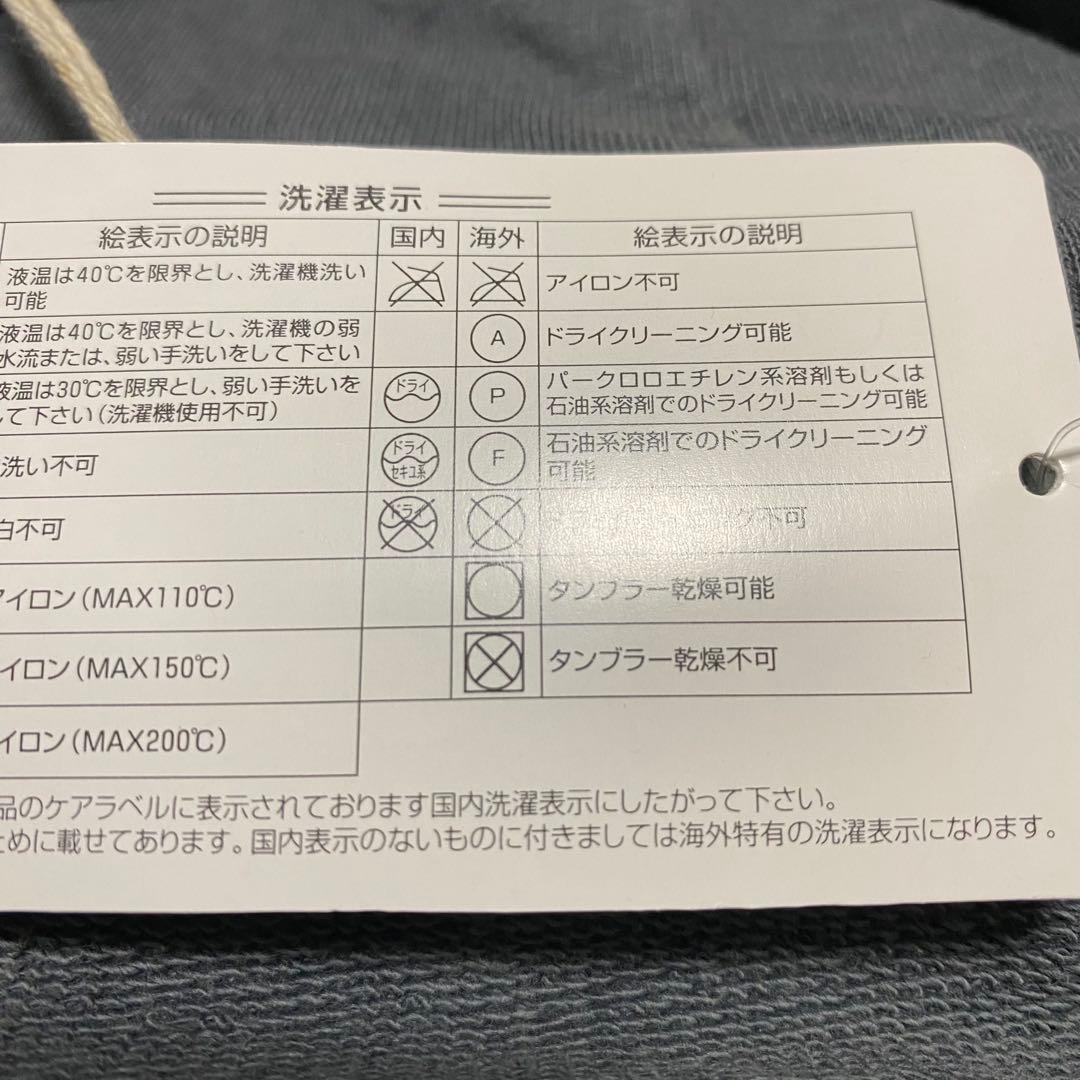 洗濯表示
絵表示の説明 国内 海外 絵表示の説明
液温は40℃を限界とし、洗濯機洗い
可能
アイロン不可
液温は40℃を限界とし、洗濯機の弱
水流または、弱い手洗いをして下さい
A ドライクリーニング可能
液温は30℃を限界とし、弱い手洗いを
して下さい(洗濯機使用不可)
ドライ P パークロロエチレン系溶剤もしくは
石油系溶剤でのドライクリーニング可能
洗い不可
ドライ
セキユ系
F 石油系溶剤でのドライクリーニング
可能
白不可
ドライ
不可
アイロン(MAX110℃)
タンブラー乾燥可能
イロン(MAX150℃)
タンブラー乾燥不可
イロン(MAX200℃)
品のケアラベルに表示されております国内洗濯表示にしたがって下さい。
ために載せてあります。国内表示のないものに付きましては海外特有の洗濯表示になります。